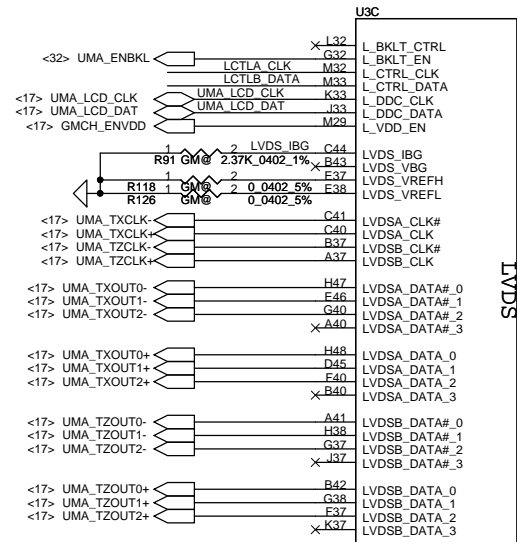 U3C
L32 L_BKLT_CTRL
<32> UMA_ENBKL G32 L_BKLT_EN
LCTLA_CLK M32 L_CTRL_CLK
LCTLB_DATA M33 L_CTRL_DATA
<17> UMA_LCD_CLK UMA_LCD_CLK K33 L_DDC_CLK
<17> UMA_LCD_DAT UMA_LCD_DAT J33 L_DDC_DATA
<17> GMCH_ENVDD M29 L_VDD_EN
1 2 LVDS_IBG C44 LVDS_IBG
R91 GM@ 2.37K_0402_1% B43 LVDS_VBG
1 2 E37 LVDS_VREFH
R118 GM@ 0_0402_5%
1 2 E38 LVDS_VREFL
R126 GM@ 0_0402_5%
<17> UMA_TXCLK- C41 LVDSA_CLK#
<17> UMA_TXCLK+ C40 LVDSA_CLK
<17> UMA_TZCLK- B37 LVDSB_CLK#
<17> UMA_TZCLK+ A37 LVDSB_CLK
LVDS
<17> UMA_TXOUT0- H47 LVDSA_DATA#_0
<17> UMA_TXOUT1- E46 LVDSA_DATA#_1
<17> UMA_TXOUT2- G40 LVDSA_DATA#_2
A40 LVDSA_DATA#_3
<17> UMA_TXOUT0+ H48 LVDSA_DATA_0
<17> UMA_TXOUT1+ D45 LVDSA_DATA_1
<17> UMA_TXOUT2+ F40 LVDSA_DATA_2
B40 LVDSA_DATA_3
<17> UMA_TZOUT0- A41 LVDSB_DATA#_0
<17> UMA_TZOUT1- H38 LVDSB_DATA#_1
<17> UMA_TZOUT2- G37 LVDSB_DATA#_2
J37 LVDSB_DATA#_3
<17> UMA_TZOUT0+ B42 LVDSB_DATA_0
<17> UMA_TZOUT1+ G38 LVDSB_DATA_1
<17> UMA_TZOUT2+ F37 LVDSB_DATA_2
K37 LVDSB_DATA_3